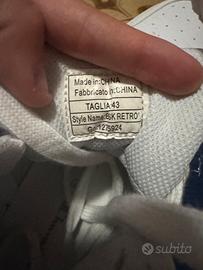 Made in:CHINA
Fabbricato in:CHINA
TAGLIA 43
Style Name: SK RETRO'
subito